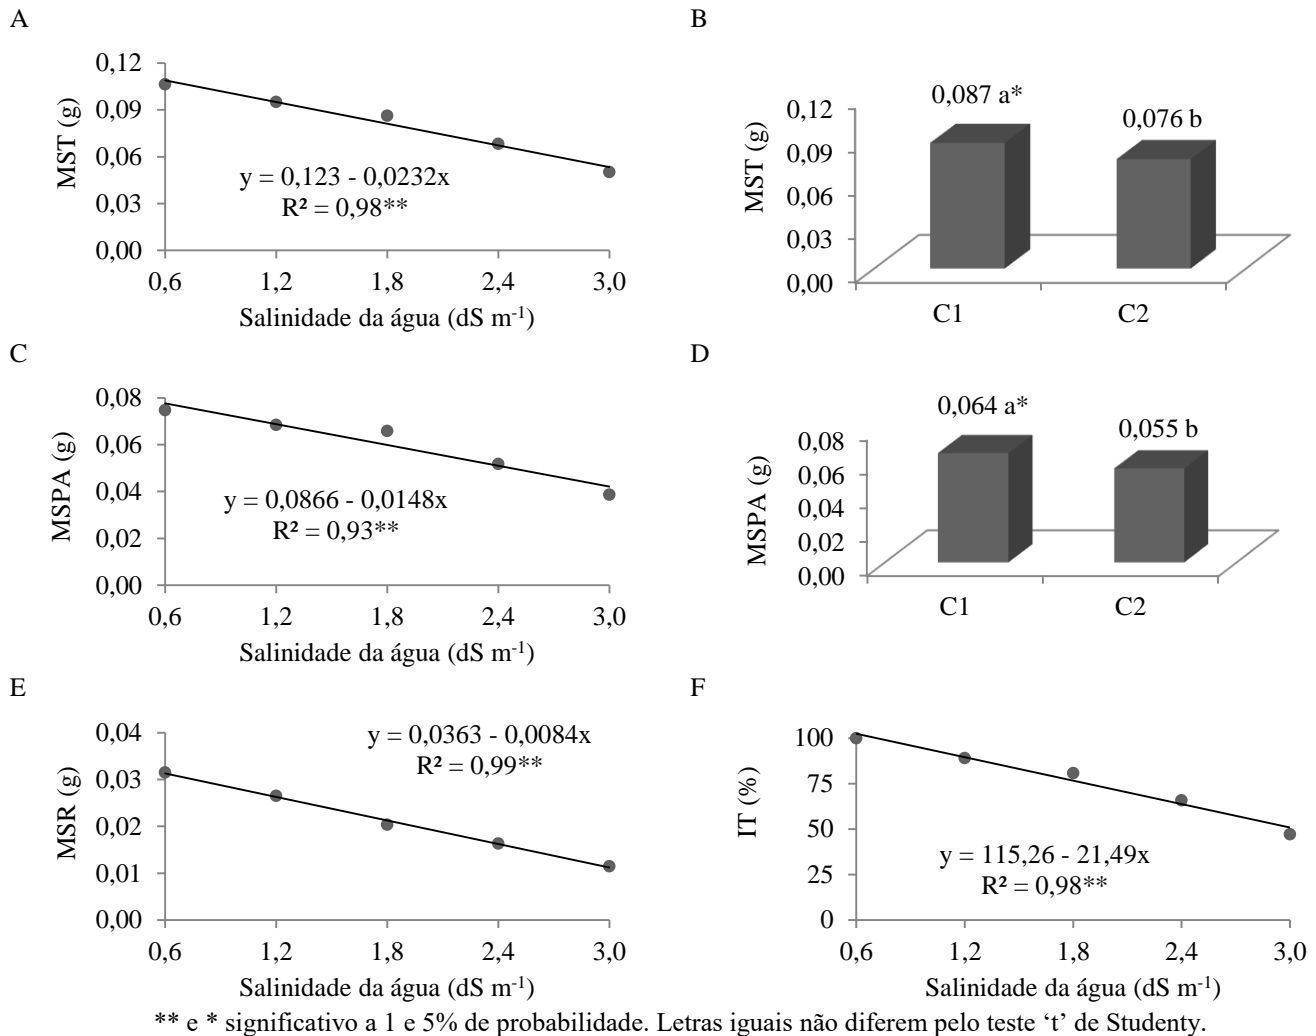 A
0,12
0,09
0,06
0,03
0,00
MST (g)
y = 0,123 - 0,0232x
R² = 0,98**
0,6 1,2 1,8 2,4 3,0
Salinidade da água (dS m⁻¹)
B
0,087 a*
0,076 b
0,12
0,09
0,06
0,03
0,00
MST (g)
C1 C2
C
0,08
0,06
0,04
0,02
0,00
MSPA (g)
y = 0,0866 - 0,0148x
R² = 0,93**
0,6 1,2 1,8 2,4 3,0
Salinidade da água (dS m⁻¹)
D
0,064 a*
0,055 b
0,08
0,06
0,04
0,02
0,00
MSPA (g)
C1 C2
E
0,04
0,03
0,02
0,01
0,00
MSR (g)
y = 0,0363 - 0,0084x
R² = 0,99**
0,6 1,2 1,8 2,4 3,0
Salinidade da água (dS m⁻¹)
F
100
75
50
25
0
IT (%)
y = 115,26 - 21,49x
R² = 0,98**
0,6 1,2 1,8 2,4 3,0
Salinidade da água (dS m⁻¹)
** e * significativo a 1 e 5% de probabilidade. Letras iguais não diferem pelo teste ‘t’ de Studenty.